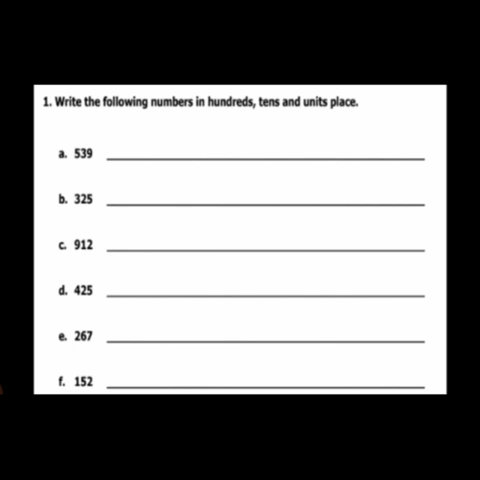 1. Write the following numbers in hundreds, tens and units place.
a. 539
b. 325
c. 912
d. 425
e. 267
f. 152